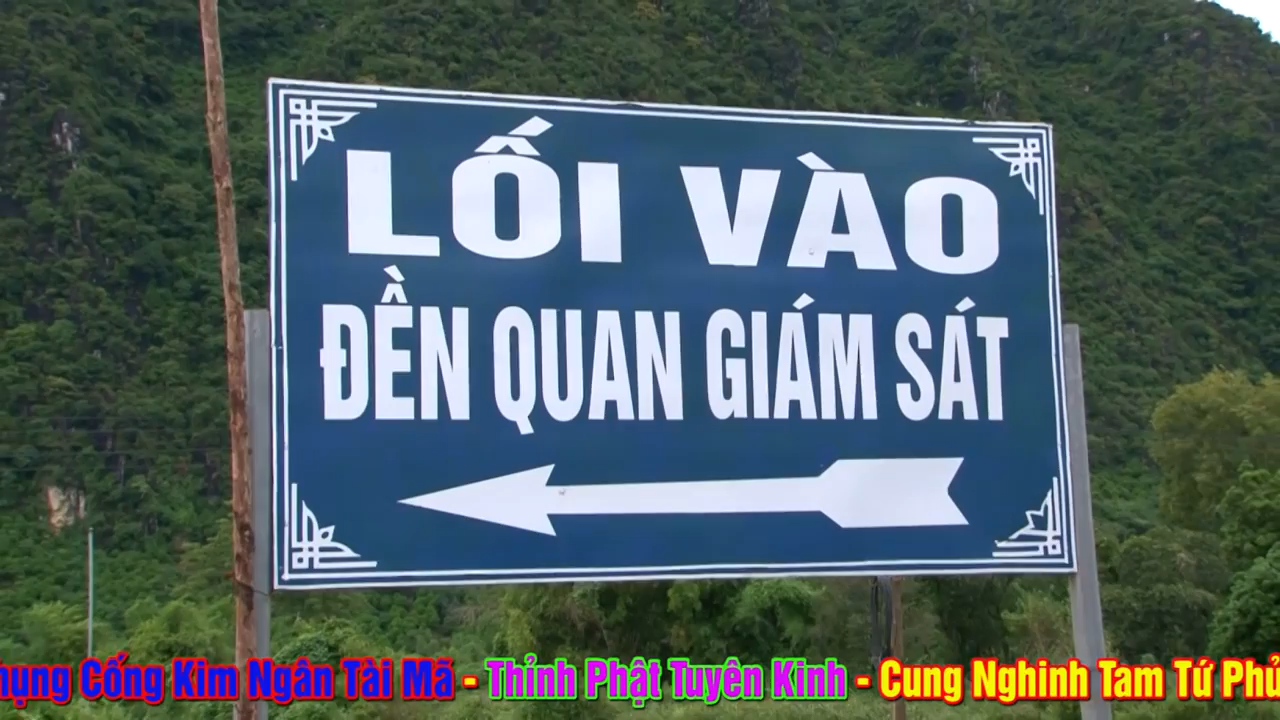 LỐI VÀO
ĐỀN QUAN GIÁM SÁT
Cống Kim Ngân Tài Mã - Thỉnh Phật Tuyên Kinh - Cung Nghinh Tam Tứ Phủ